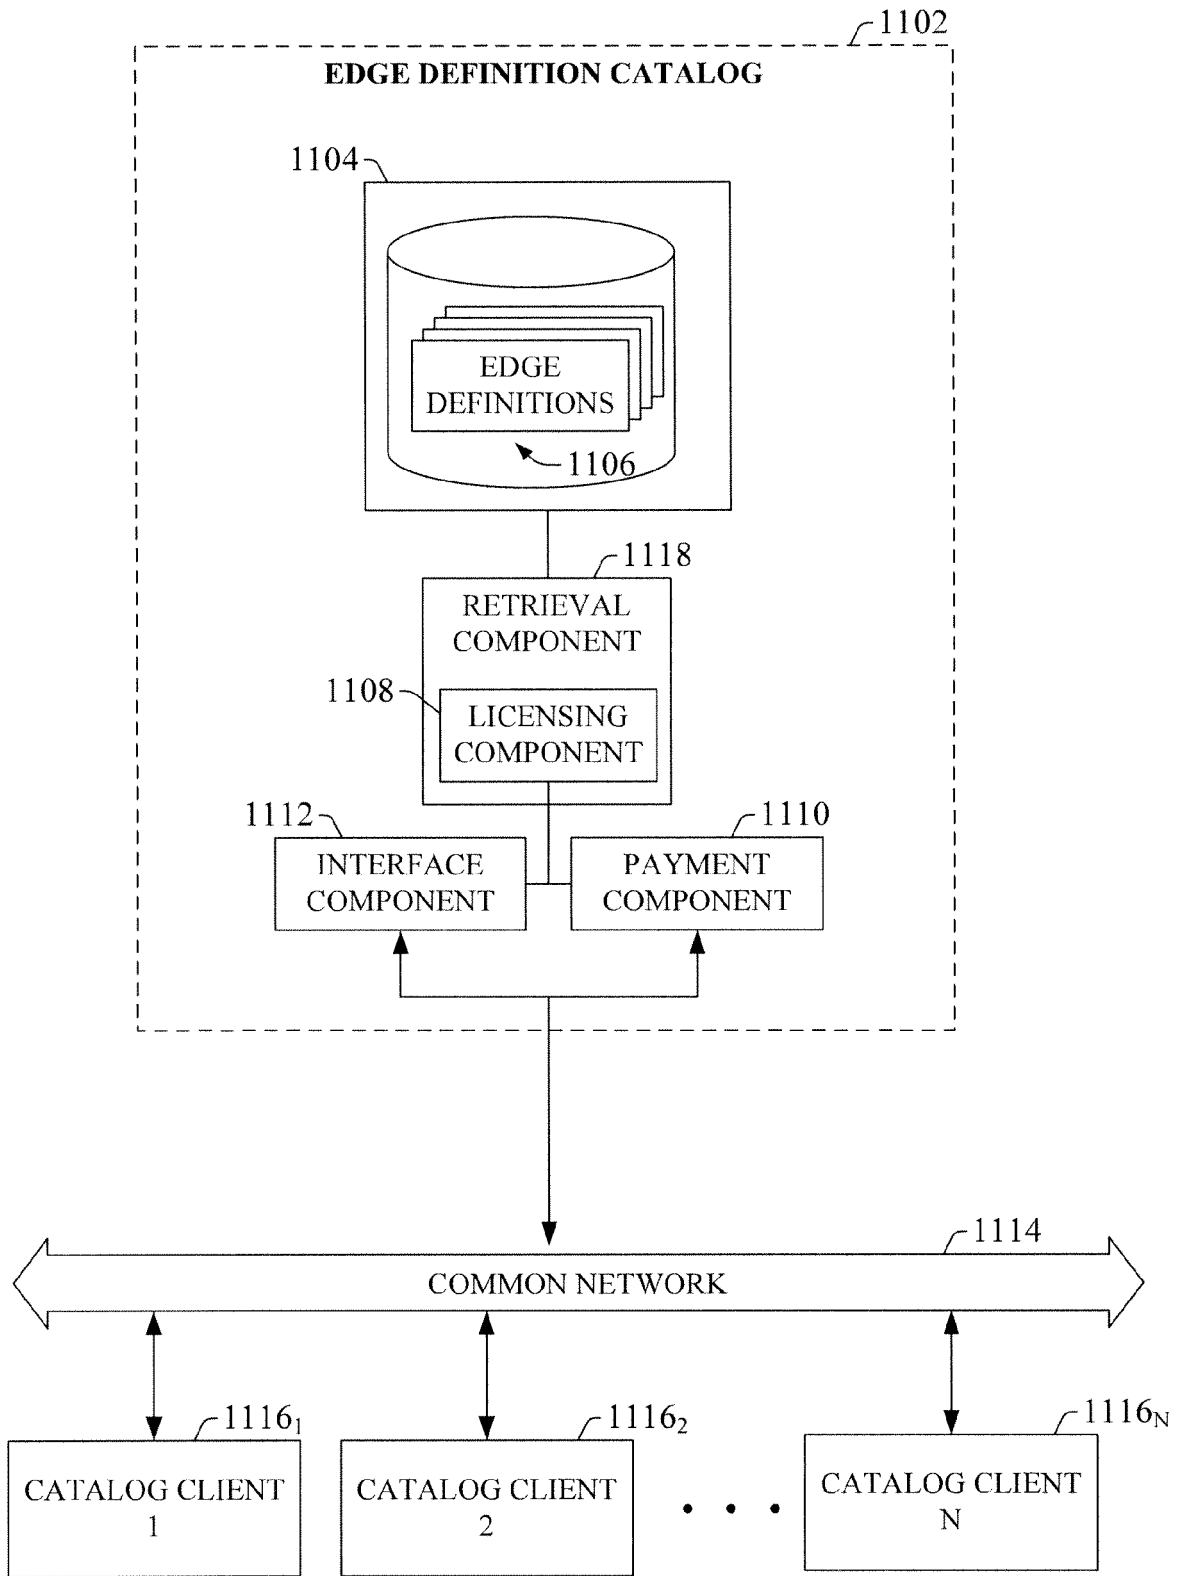 1102
EDGE DEFINITION CATALOG
1104
EDGE
DEFINITIONS
1106
1118
RETRIEVAL
COMPONENT
1108
LICENSING
COMPONENT
1112
1110
INTERFACE
COMPONENT
PAYMENT
COMPONENT
1114
COMMON NETWORK
1116₁
1116₂
1116_N
CATALOG CLIENT
1
CATALOG CLIENT
2
CATALOG CLIENT
N